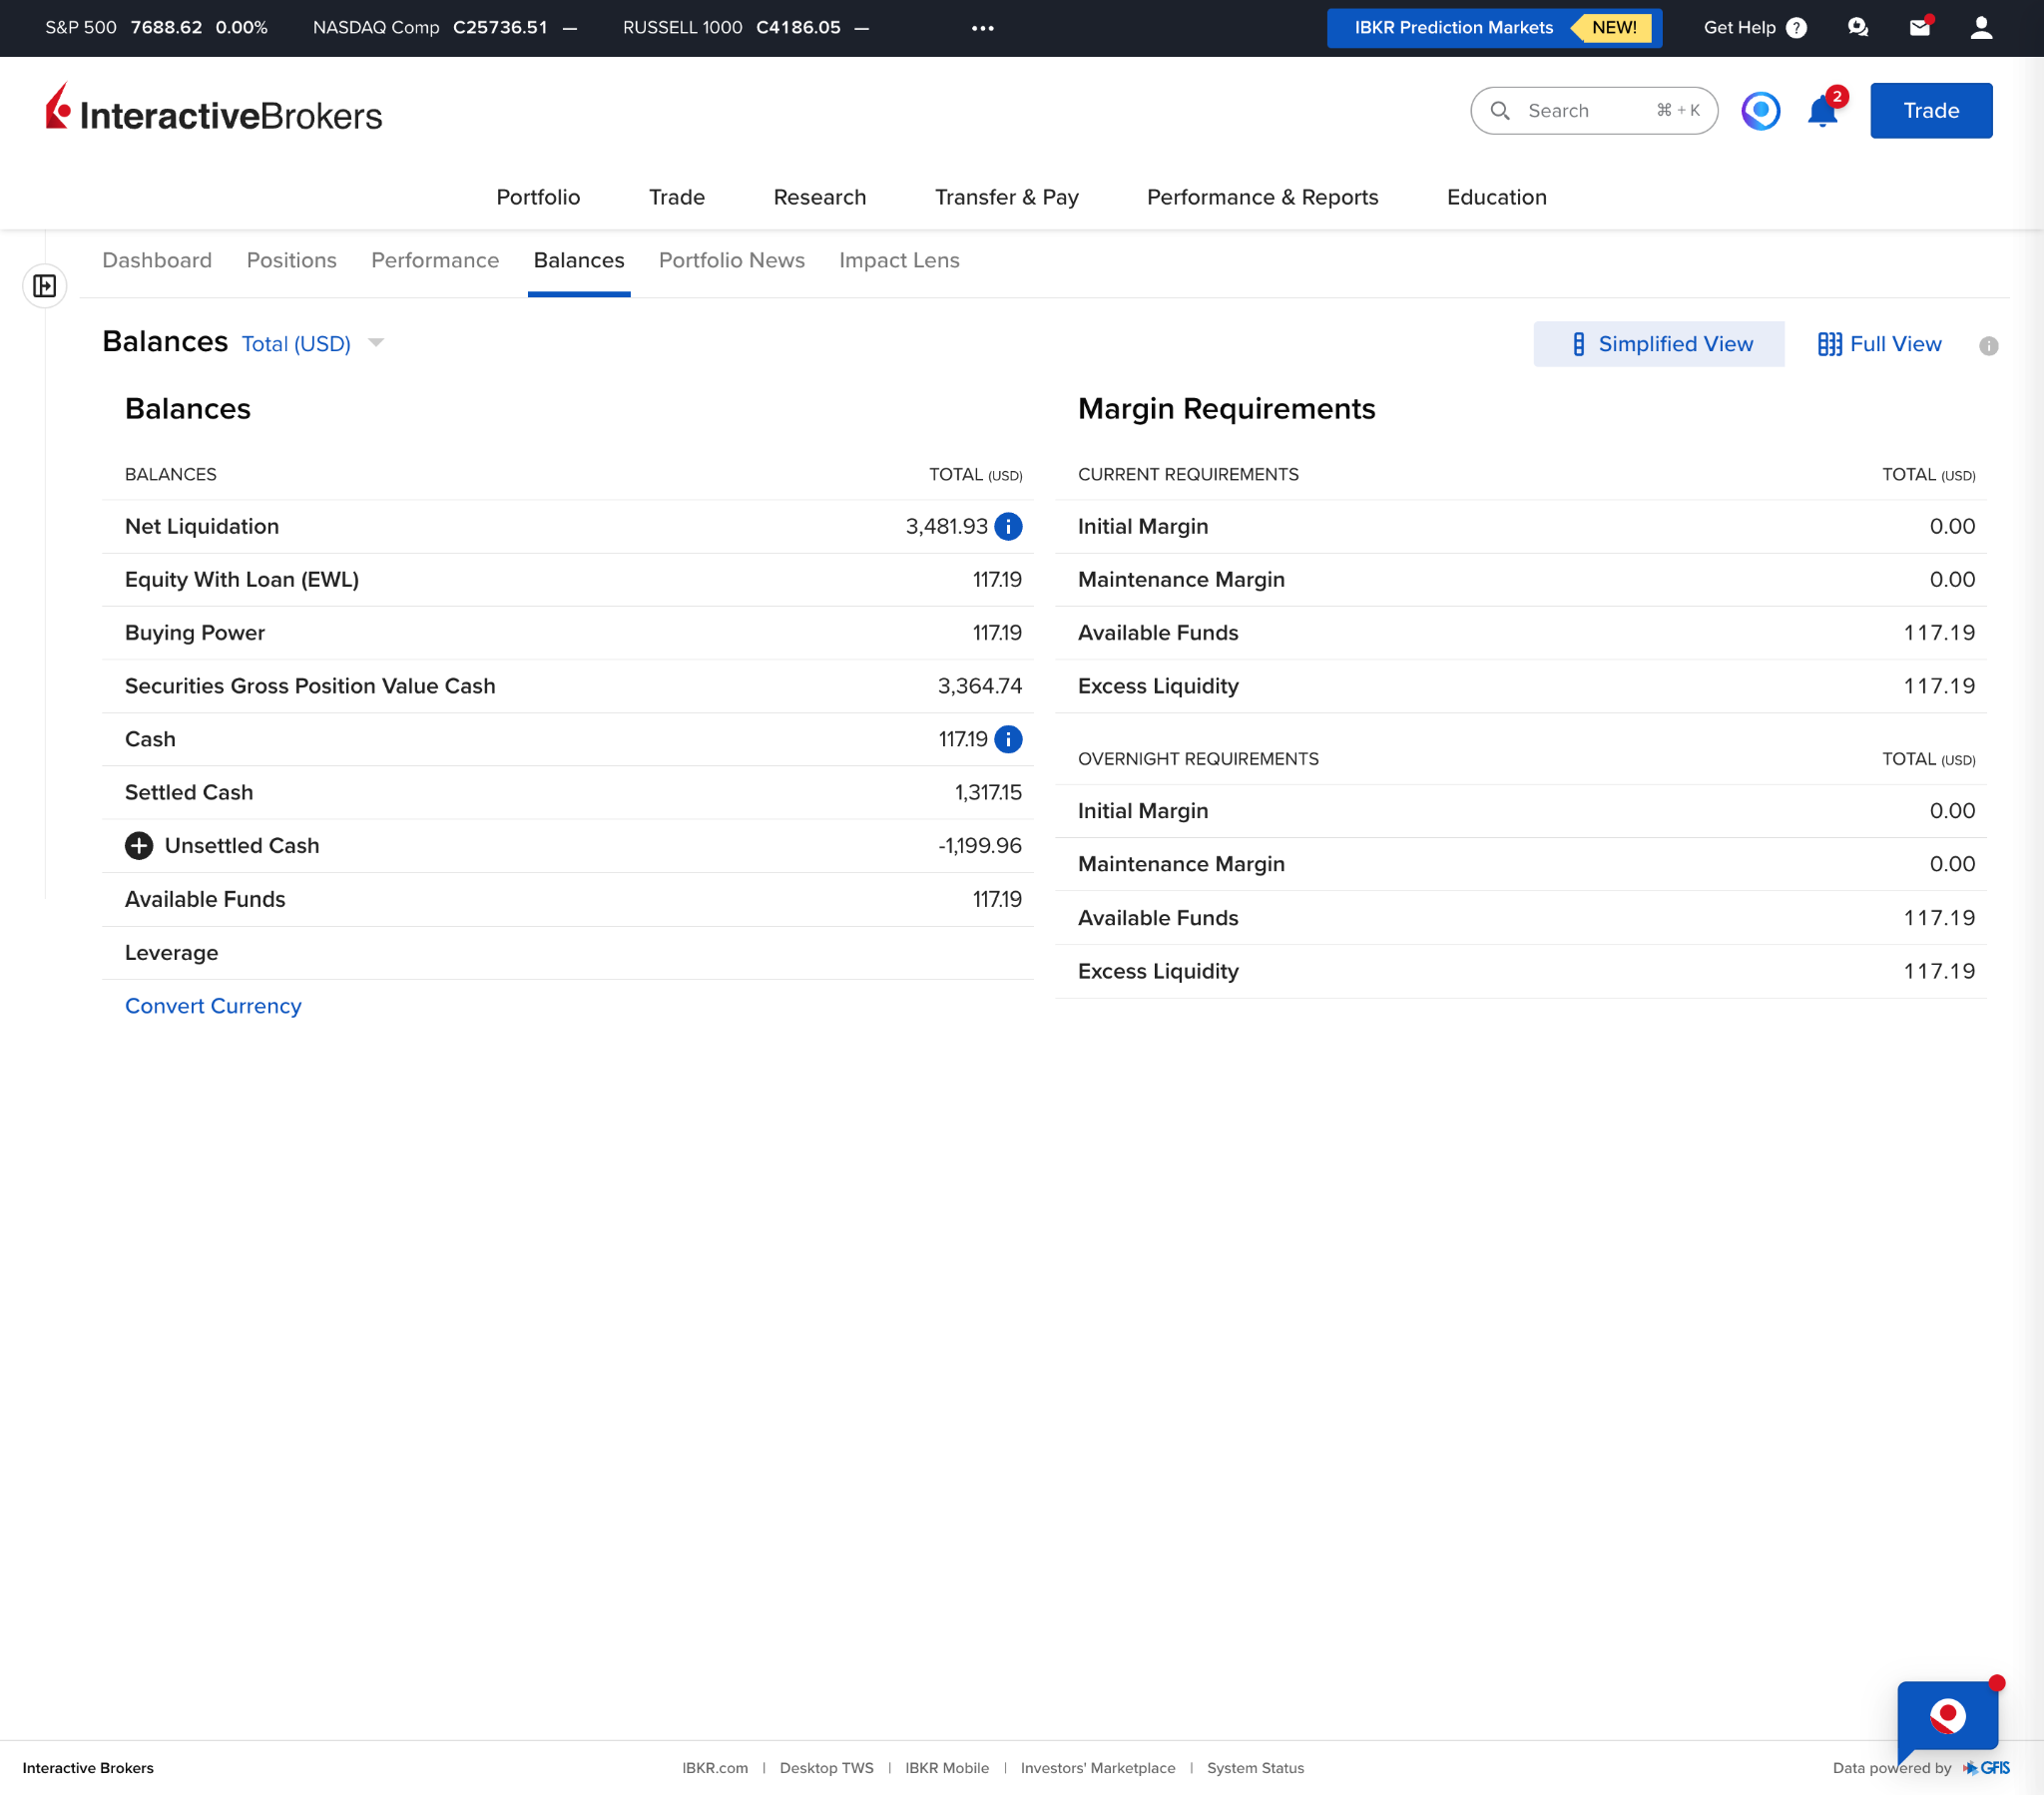 S&P 500 7688.62 0.00% NASDAQ Comp C25736.51 — RUSSELL 1000 C4186.05 — ••• IBKR Prediction Markets NEW! Get Help ?
InteractiveBrokers
Search ⌘ + K 2 Trade
Portfolio Trade Research Transfer & Pay Performance & Reports Education
Dashboard Positions Performance Balances Portfolio News Impact Lens
Balances Total (USD) Simplified View Full View i
Balances
BALANCES TOTAL (USD)
Net Liquidation 3,481.93 i
Equity With Loan (EWL) 117.19
Buying Power 117.19
Securities Gross Position Value Cash 3,364.74
Cash 117.19 i
Settled Cash 1,317.15
Unsettled Cash -1,199.96
Available Funds 117.19
Leverage
Convert Currency
Margin Requirements
CURRENT REQUIREMENTS TOTAL (USD)
Initial Margin 0.00
Maintenance Margin 0.00
Available Funds 117.19
Excess Liquidity 117.19
OVERNIGHT REQUIREMENTS TOTAL (USD)
Initial Margin 0.00
Maintenance Margin 0.00
Available Funds 117.19
Excess Liquidity 117.19
Interactive Brokers IBKR.com | Desktop TWS | IBKR Mobile | Investors' Marketplace | System Status Data powered by GFIS